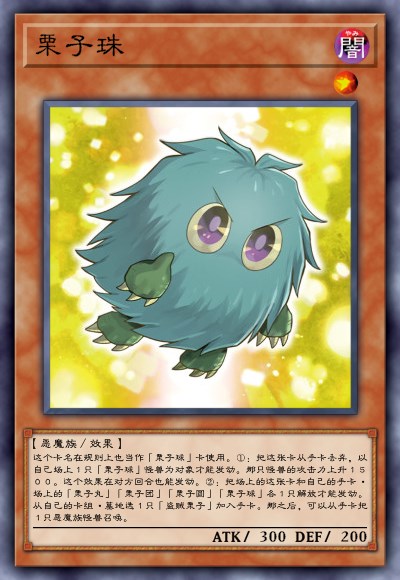 栗子珠
やみ
闇
【恶魔族／效果】
这个卡名在规则上也当作「栗子球」卡使用。①：把这张卡从手卡丢弃，以
自己场上1只「栗子球」怪兽为对象才能发动。那只怪兽的攻击力上升15
00。这个效果在对方回合也能发动。②：把场上的这张卡和自己的手卡·
场上的「栗子丸」「栗子团」「栗子圆」「栗子球」各1只解放才能发动。
从自己的卡组·墓地选1只「盗贼栗子」加入手卡。那之后，可以从手卡把
1只恶魔族怪兽召唤。
ATK/ 300 DEF/ 200